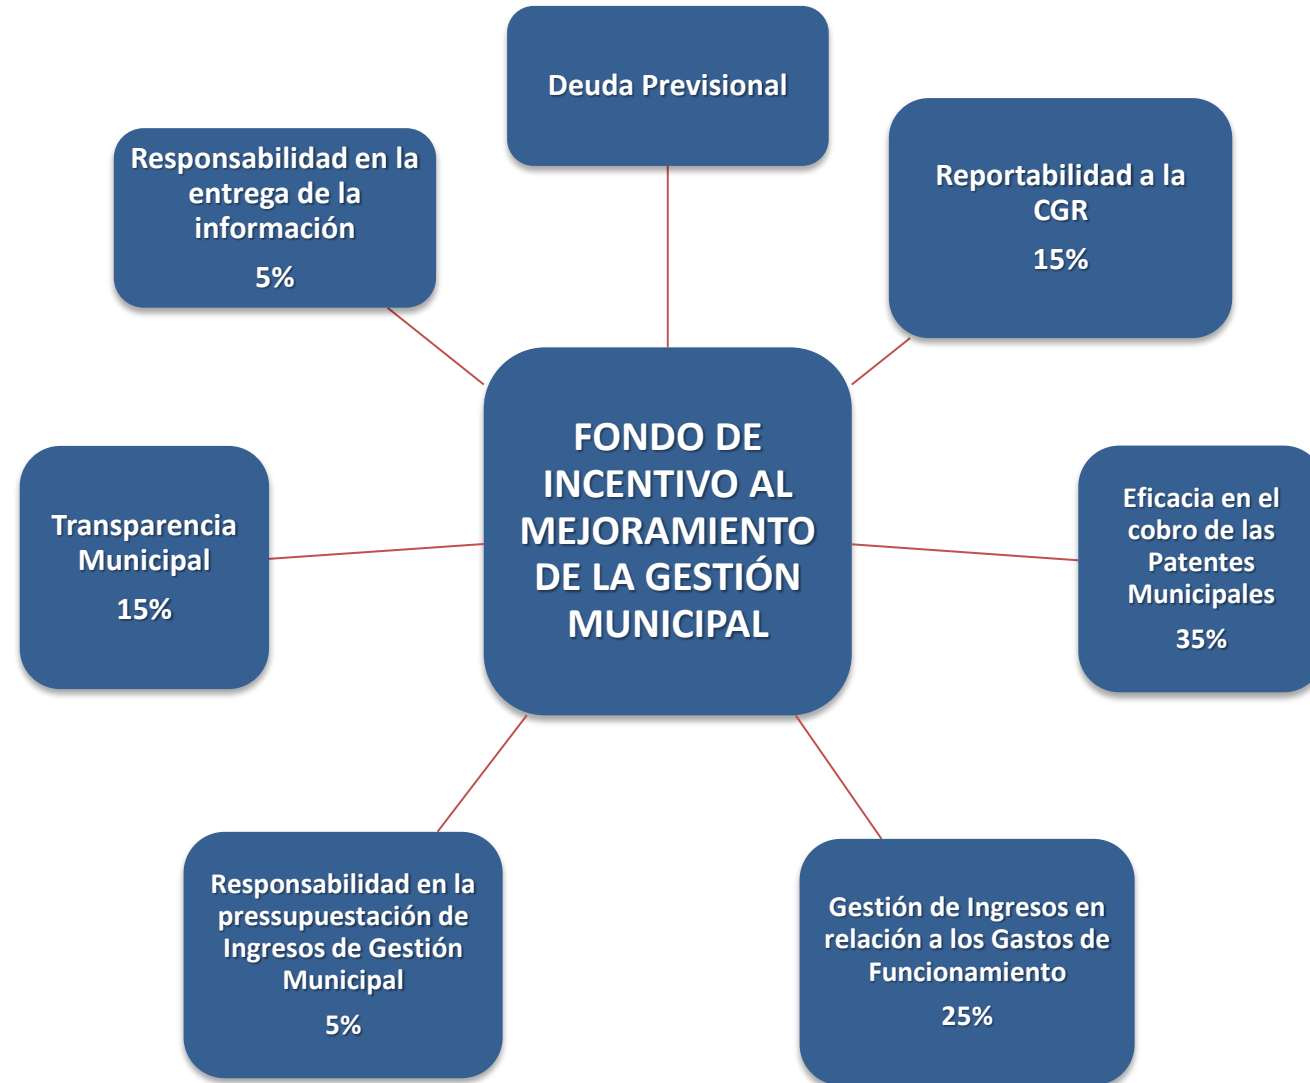 Deuda Previsional
Responsabilidad en la
entrega de la
información
5%
Reportabilidad a la
CGR
15%
FONDO DE
INCENTIVO AL
MEJORAMIENTO
DE LA GESTIÓN
MUNICIPAL
Transparencia
Municipal
15%
Eficacia en el
cobro de las
Patentes
Municipales
35%
Responsabilidad en la
pressupuestación de
Ingresos de Gestión
Municipal
5%
Gestión de Ingresos en
relación a los Gastos de
Funcionamiento
25%